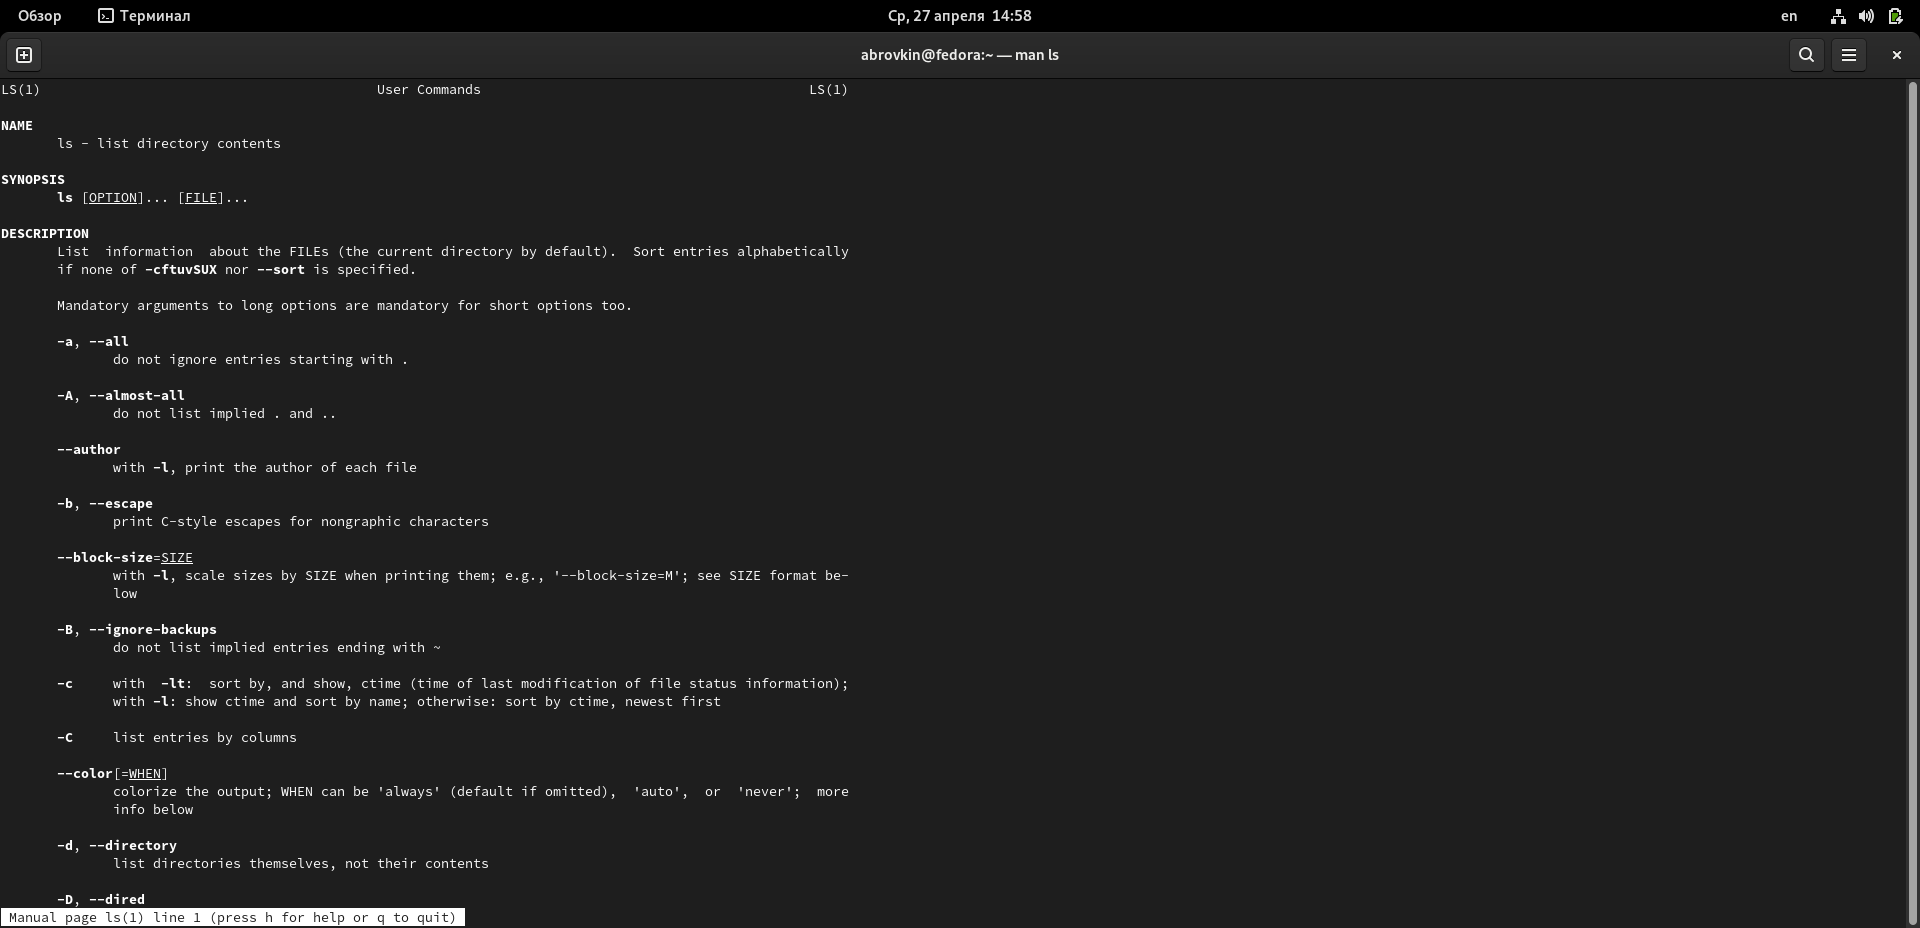 Обзор Терминал Ср, 27 апреля 14:58 en
abrovkin@fedora:~ — man ls
LS(1) User Commands LS(1)
NAME
ls - list directory contents
SYNOPSIS
ls [OPTION]... [FILE]...
DESCRIPTION
List information about the FILEs (the current directory by default). Sort entries alphabetically
if none of -cftuvSUX nor --sort is specified.
Mandatory arguments to long options are mandatory for short options too.
-a, --all
do not ignore entries starting with .
-A, --almost-all
do not list implied . and ..
--author
with -l, print the author of each file
-b, --escape
print C-style escapes for nongraphic characters
--block-size=SIZE
with -l, scale sizes by SIZE when printing them; e.g., '--block-size=M'; see SIZE format be-
low
-B, --ignore-backups
do not list implied entries ending with ~
-c with -lt: sort by, and show, ctime (time of last modification of file status information);
with -l: show ctime and sort by name; otherwise: sort by ctime, newest first
-C list entries by columns
--color[=WHEN]
colorize the output; WHEN can be 'always' (default if omitted), 'auto', or 'never'; more
info below
-d, --directory
list directories themselves, not their contents
-D, --dired
Manual page ls(1) line 1 (press h for help or q to quit)